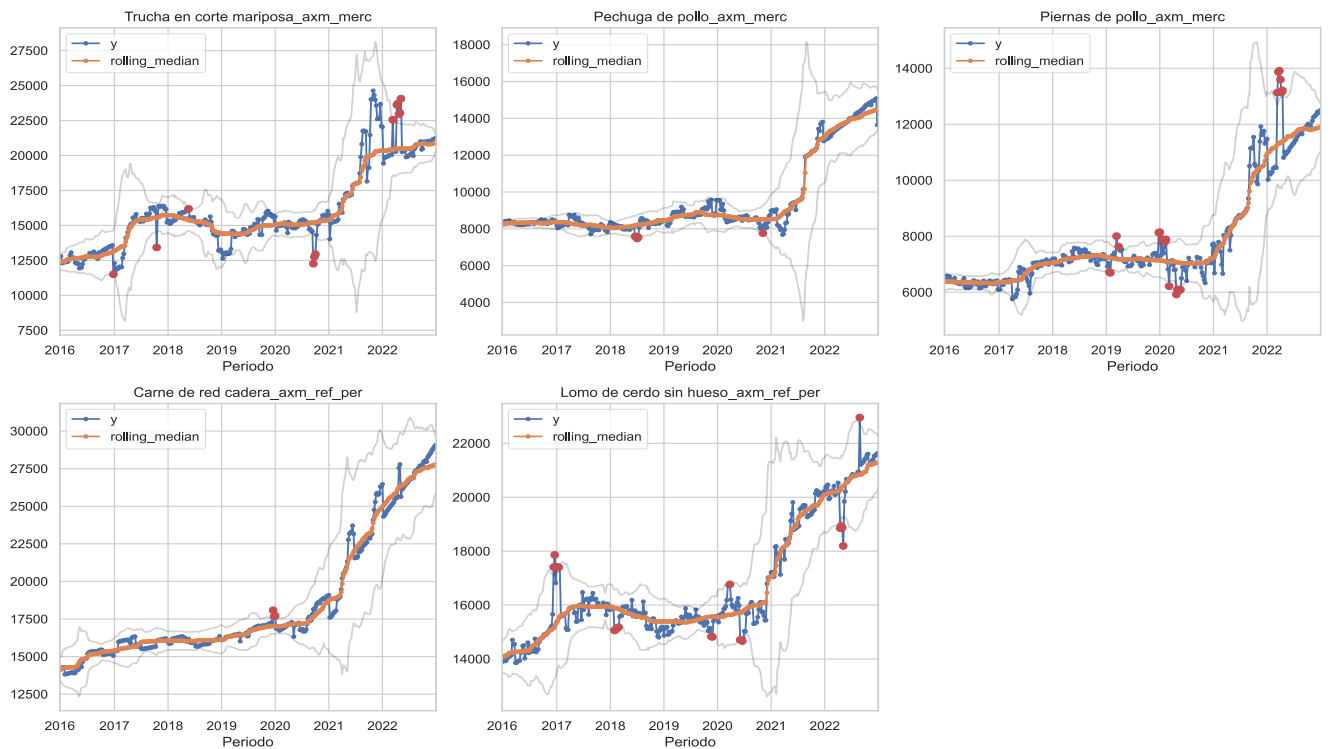 Trucha en corte mariposa_axm_merc
y
rolling_median
27500
25000
22500
20000
17500
15000
12500
10000
7500
2016 2017 2018 2019 2020 2021 2022
Periodo
Pechuga de pollo_axm_merc
y
rolling_median
18000
16000
14000
12000
10000
8000
6000
4000
2016 2017 2018 2019 2020 2021 2022
Periodo
Piernas de pollo_axm_merc
y
rolling_median
14000
12000
10000
8000
6000
2016 2017 2018 2019 2020 2021 2022
Periodo
Carne de red cadera_axm_ref_per
y
rolling_median
30000
27500
25000
22500
20000
17500
15000
12500
2016 2017 2018 2019 2020 2021 2022
Periodo
Lomo de cerdo sin hueso_axm_ref_per
y
rolling_median
22000
20000
18000
16000
14000
2016 2017 2018 2019 2020 2021 2022
Periodo